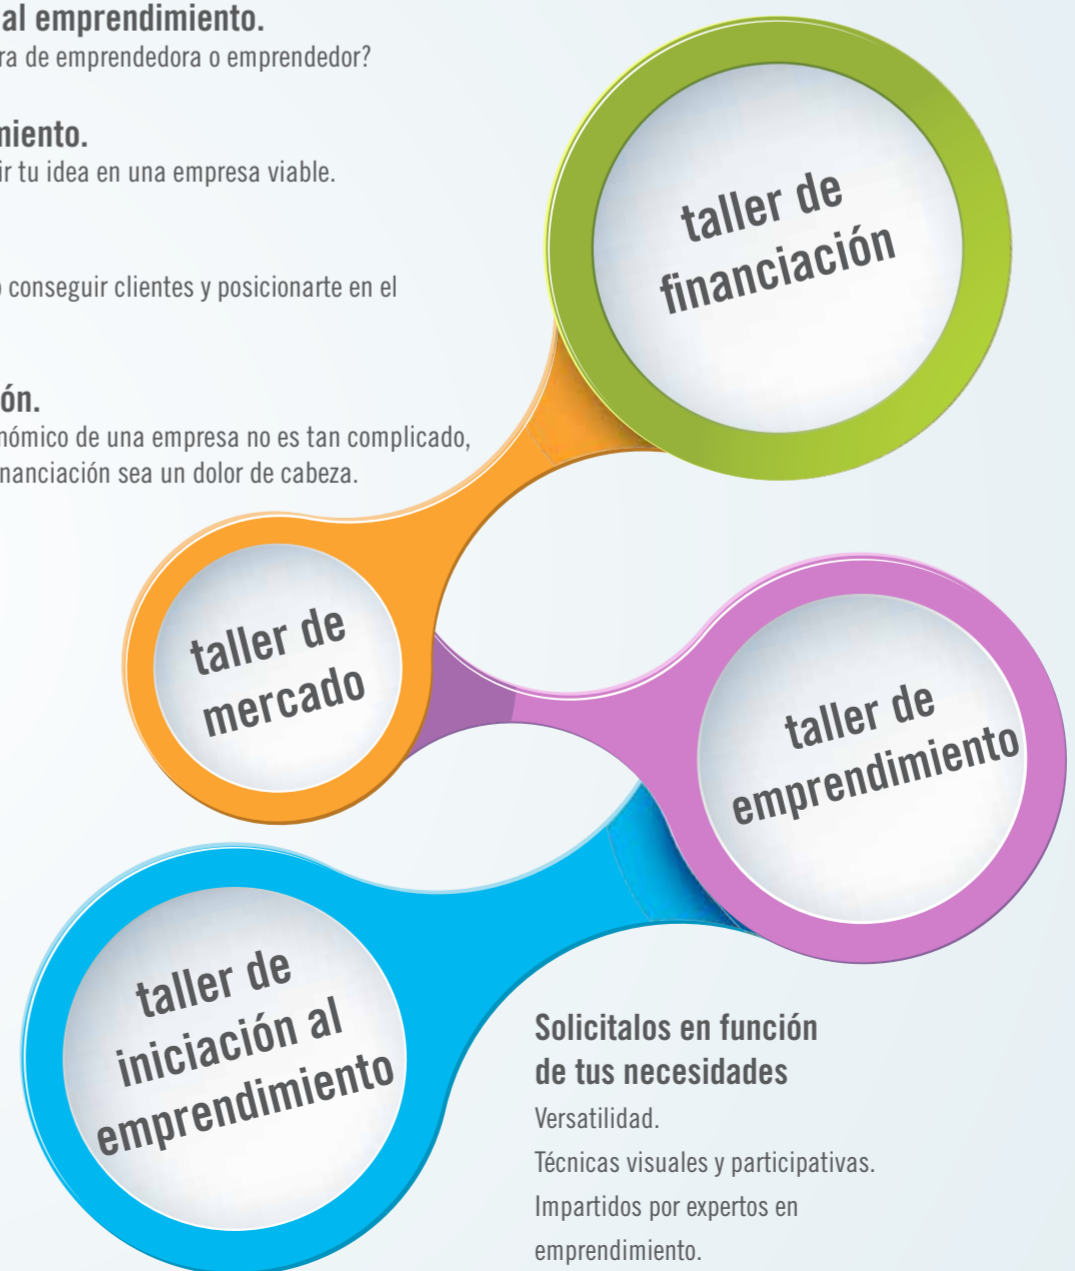 al emprendimiento.
ra de emprendedora o emprendedor?
miento.
ir tu idea en una empresa viable.
o conseguir clientes y posicionarte en el
ón.
nómico de una empresa no es tan complicado,
nanciación sea un dolor de cabeza.
taller de
financiación
taller de
mercado
taller de
emprendimiento
taller de
iniciación al
emprendimiento
Solicitalos en función
de tus necesidades
Versatilidad.
Técnicas visuales y participativas.
Impartidos por expertos en
emprendimiento.